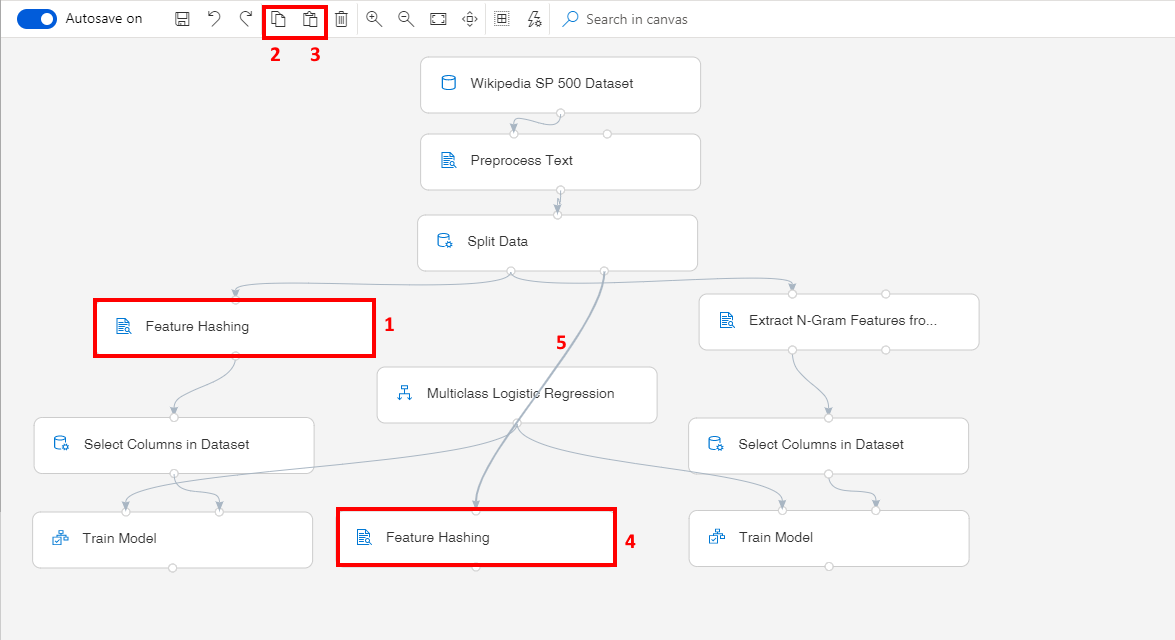 Autosave on
Search in canvas
2 3
Wikipedia SP 500 Dataset
Preprocess Text
Split Data
Feature Hashing
1
Extract N-Gram Features fro...
5
Multiclass Logistic Regression
Select Columns in Dataset
Select Columns in Dataset
Train Model
Feature Hashing
4
Train Model